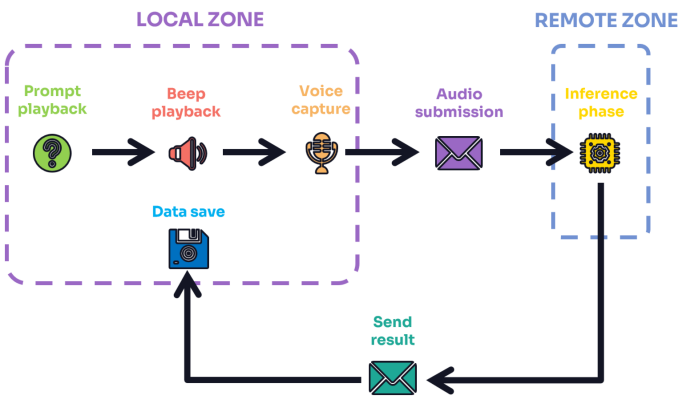 LOCAL ZONE
REMOTE ZONE
Prompt
playback
Beep
playback
Voice
capture
Audio
submission
Inference
phase
Data save
Send
result